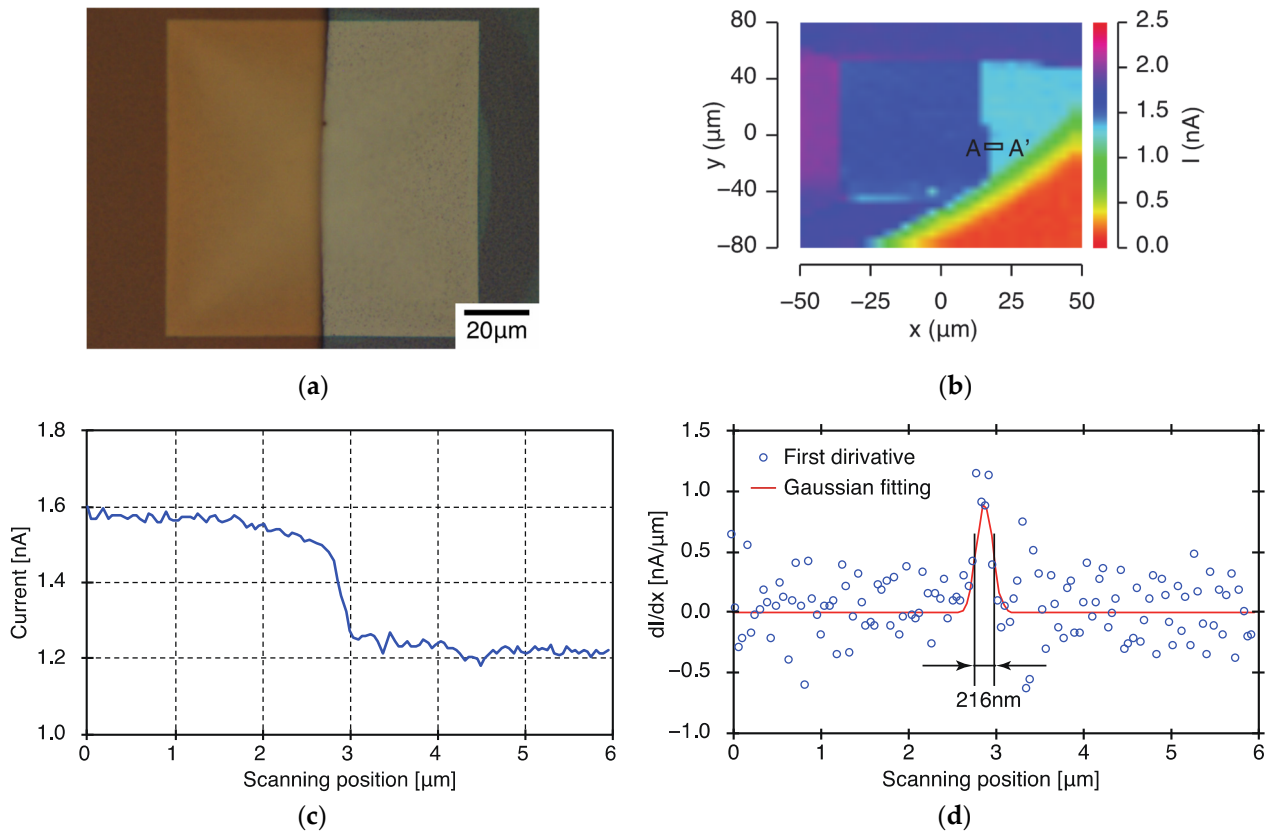 20µm
(a)
80
40
0
−40
−80
y (µm)
−50
−25
0
25
50
x (µm)
A
A'
2.5
2.0
1.5
1.0
0.5
0.0
I (nA)
(b)
1.8
1.6
1.4
1.2
1.0
Current [nA]
0
1
2
3
4
5
6
Scanning position [µm]
(c)
1.5
1.0
0.5
0.0
−0.5
−1.0
dI/dx [nA/µm]
First dirivative
Gaussian fitting
216nm
0
1
2
3
4
5
6
Scanning position [µm]
(d)